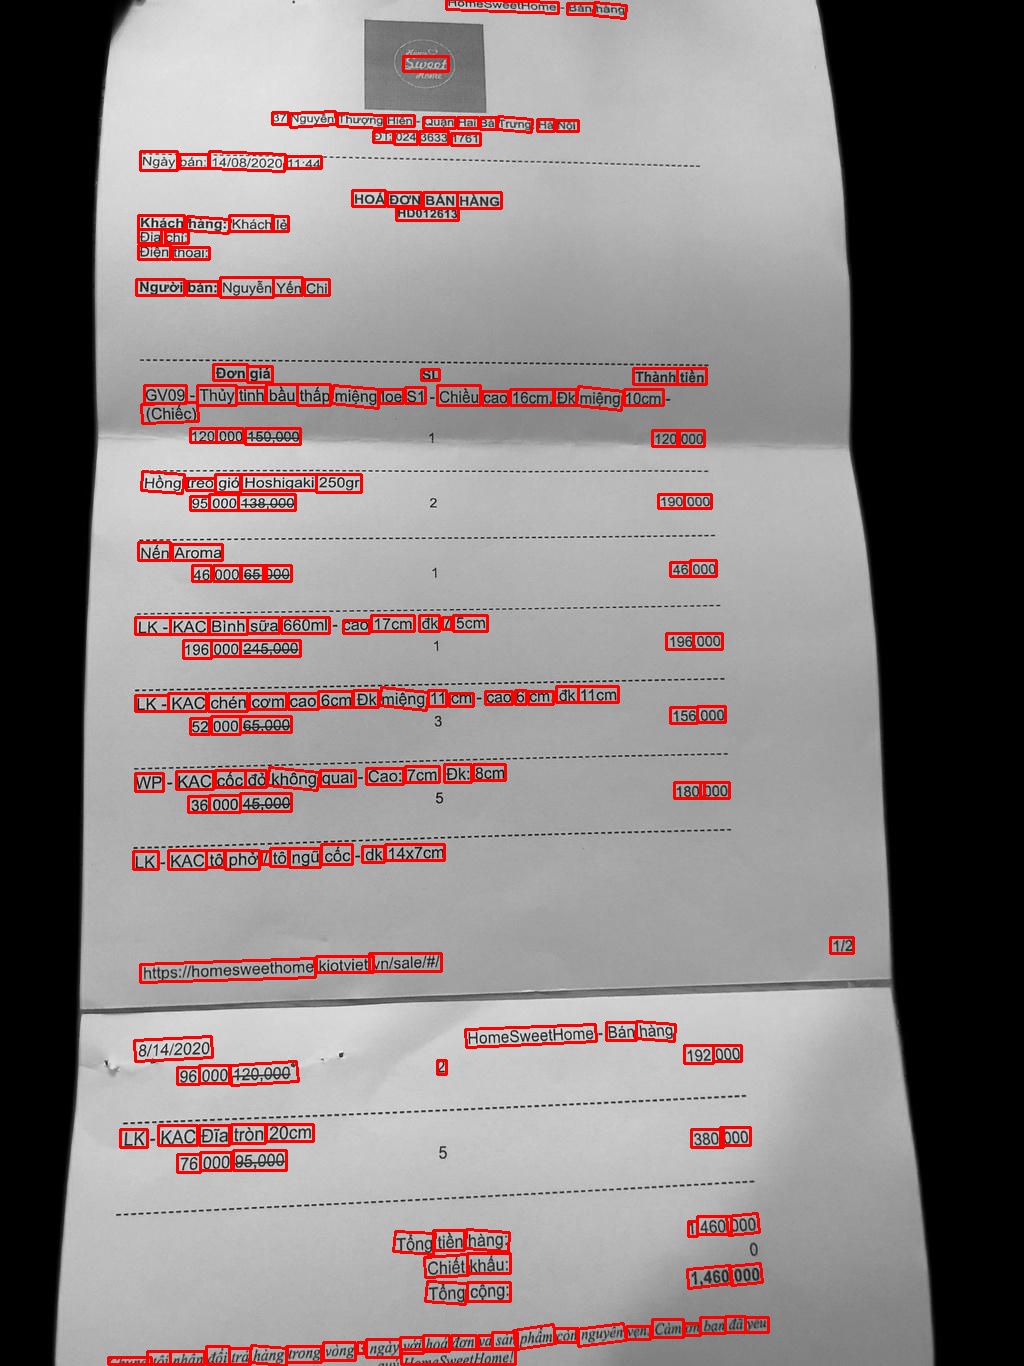 HomeSweetHome - Bán hàng
HomeS
Sweet
Home
37 Nguyễn Thượng Hiền - Quận Hai Bà Trưng Hà Nội
ĐT: 024 3633 1761
Ngày bán: 14/08/2020 11:44
HOÁ ĐƠN BÁN HÀNG
HD012613
Khách hàng: Khách lẻ
Địa chỉ:
Điện thoại:
Người bán: Nguyễn Yến Chi
Đơn giá SL Thành tiền
GV09 - Thủy tinh bầu thấp miệng loe S1 - Chiều cao 16cm, Đk miệng 10cm -
(Chiếc)
120,000 150,000 1 120,000
Hồng treo gió Hoshigaki 250gr
95,000 138,000 2 190,000
Nến Aroma
46,000 65,000 1 46,000
LK - KAC Bình sữa 660ml - cao 17cm đk 7.5cm
196,000 245,000 1 196,000
LK - KAC chén cơm cao 6cm Đk miệng 11 cm - cao 6 cm, đk 11cm
52,000 65,000 3 156,000
WP - KAC cốc đỏ không quai - Cao: 7cm Đk: 8cm
36,000 45,000 5 180,000
LK - KAC tô phở / tô ngũ cốc - dk 14x7cm
1/2
https://homesweethome.kiotviet.vn/sale/#/
8/14/2020 HomeSweetHome - Bán hàng
96,000 120,000 2 192,000
LK - KAC Đĩa tròn 20cm
76,000 95,000 5 380,000
Tổng tiền hàng: 1,460,000
Chiết khấu: 0
Tổng cộng: 1,460,000
Chúng tôi nhận đổi trả hàng trong vòng 3 ngày với hoá đơn và sản phẩm còn nguyên vẹn. Cảm ơn bạn đã yêu
quý HomeSweetHome!